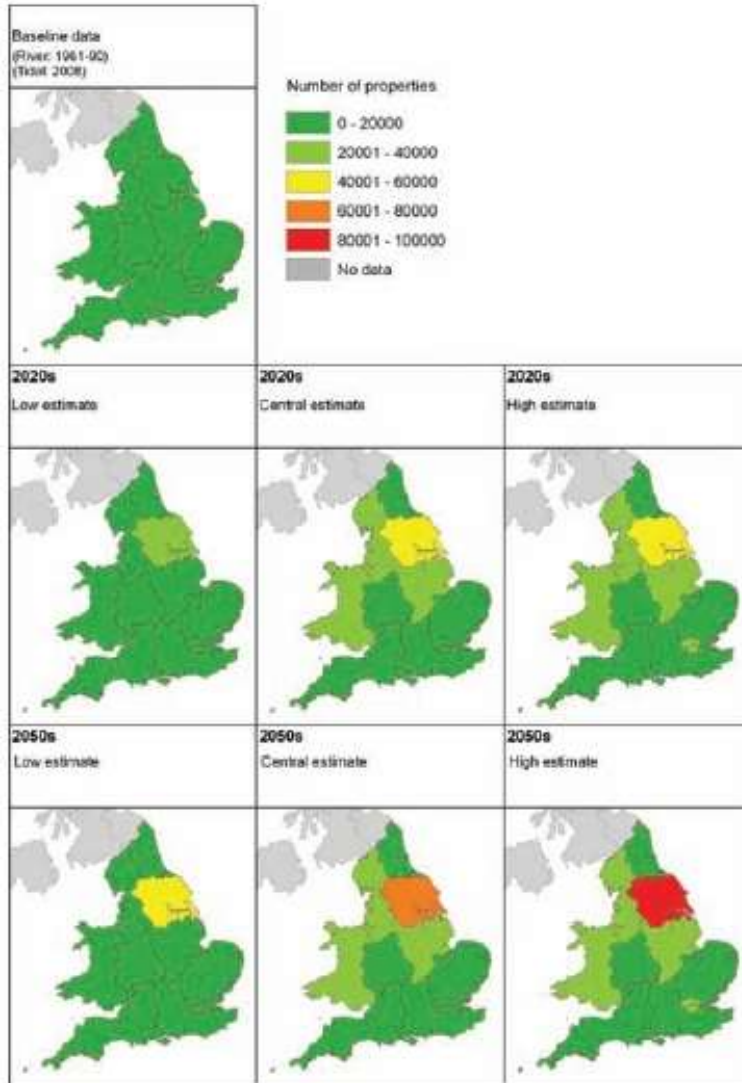 Baseline data
(River: 1961-90)
(Tidal: 2008)
Number of properties
0 - 20000
20001 - 40000
40001 - 60000
60001 - 80000
80001 - 100000
No data
2020s
Low estimate
2020s
Central estimate
2020s
High estimate
2050s
Low estimate
2050s
Central estimate
2050s
High estimate